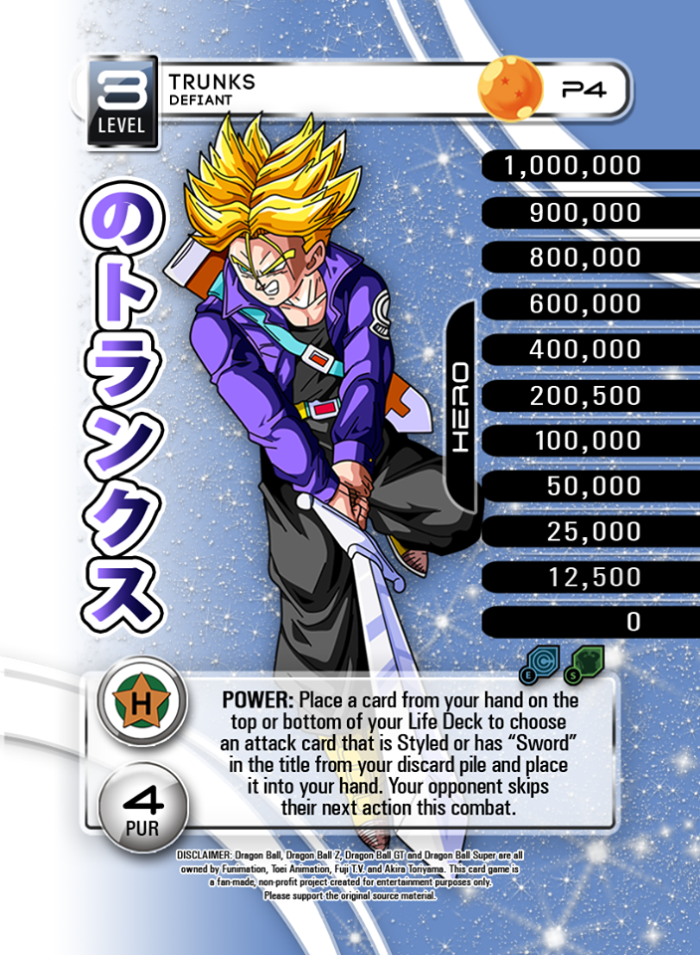 3
LEVEL
TRUNKS
DEFIANT
P4
のトランクス
1,000,000
900,000
800,000
600,000
400,000
200,500
100,000
50,000
25,000
12,500
0
HERO
E
S
H
4
PUR
POWER: Place a card from your hand on the
top or bottom of your Life Deck to choose
an attack card that is Styled or has “Sword”
in the title from your discard pile and place
it into your hand. Your opponent skips
their next action this combat.
DISCLAIMER: Dragon Ball, Dragon Ball Z, Dragon Ball GT and Dragon Ball Super are all
owned by Funimation, Toei Animation, Fuji T.V. and Akira Toriyama. This card game is
a fan-made, non-profit project created for entertainment purposes only.
Please support the original source material.